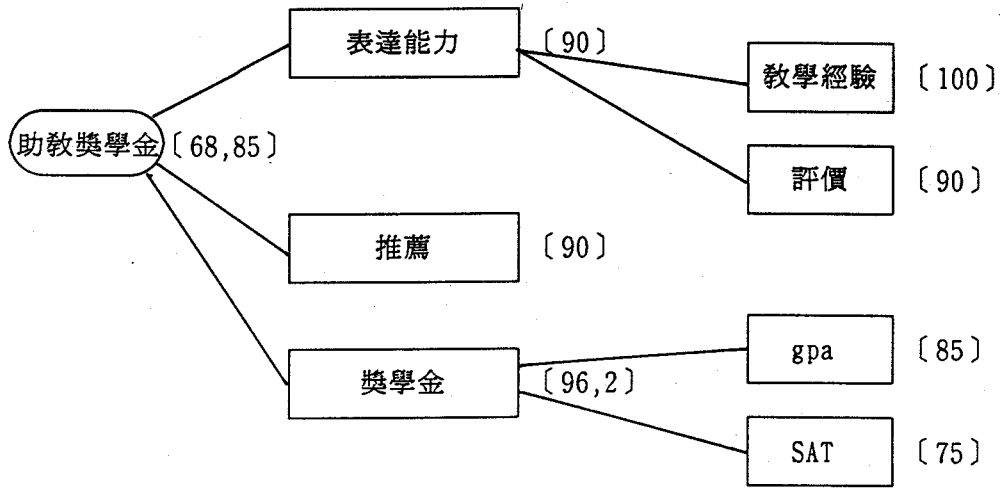 表達能力 〔90〕
教學經驗 〔100〕
助教獎學金 〔68,85〕
評價 〔90〕
推薦 〔90〕
gpa 〔85〕
獎學金 〔96,2〕
SAT 〔75〕